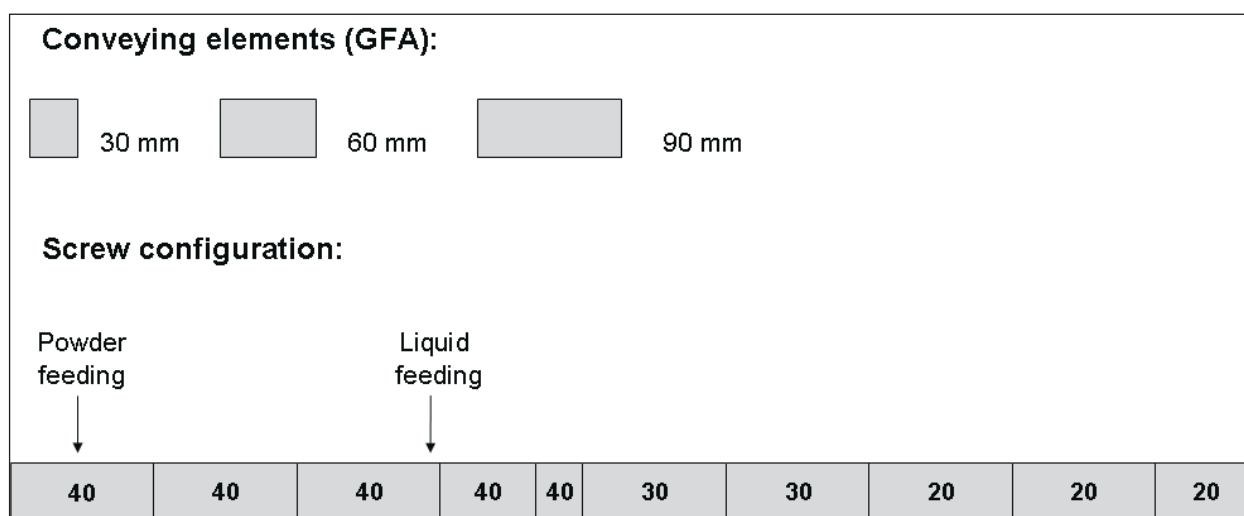 Conveying elements (GFA):
30 mm 60 mm 90 mm
Screw configuration:
Powder feeding
Liquid feeding
40 40 40 40 40 30 30 20 20 20